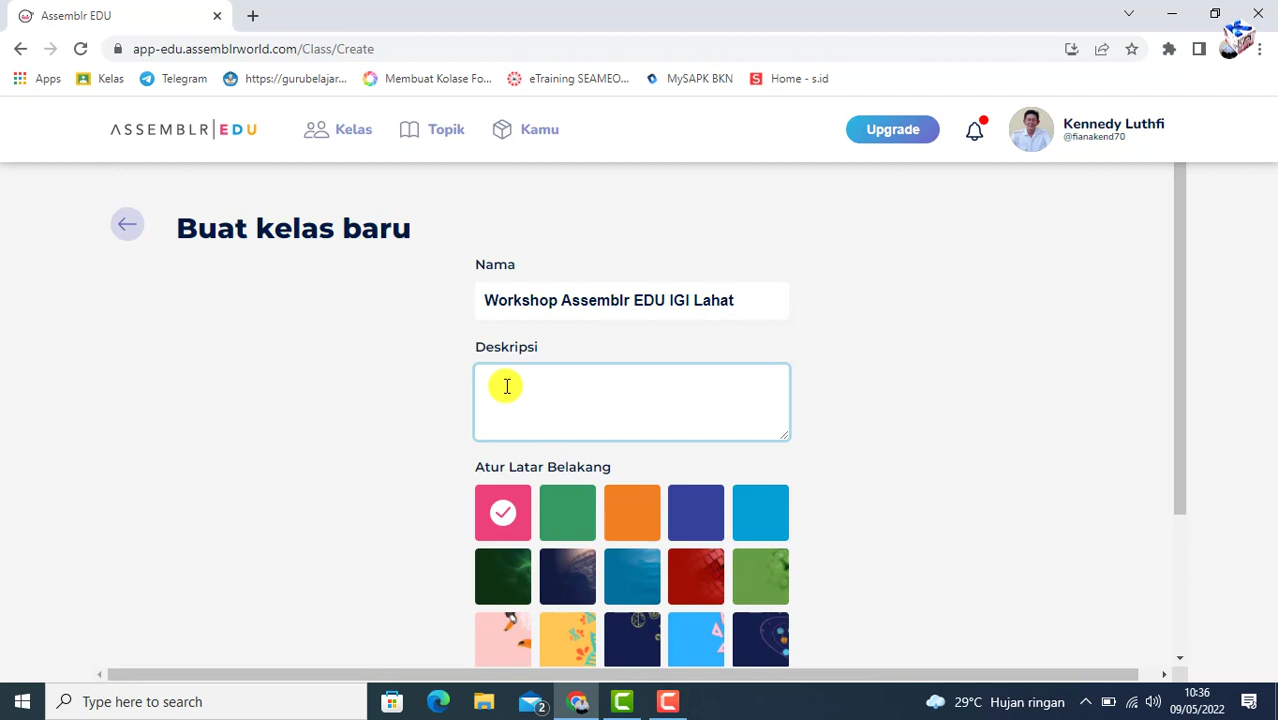 Assemblr EDU
app-edu.assemblrworld.com/Class/Create
Apps Kelas Telegram https://gurubelajar... Membuat Kolase Fo... eTraining SEAMEO... MySAPK BKN Home - s.id
ASSEMBLR EDU Kelas Topik Kamu Upgrade Kennedy Luthfi
@fianakend70
Buat kelas baru
Nama
Workshop Assemblr EDU IGI Lahat
Deskripsi
Atur Latar Belakang
Type here to search 2 29°C Hujan ringan 10:36
09/05/2022